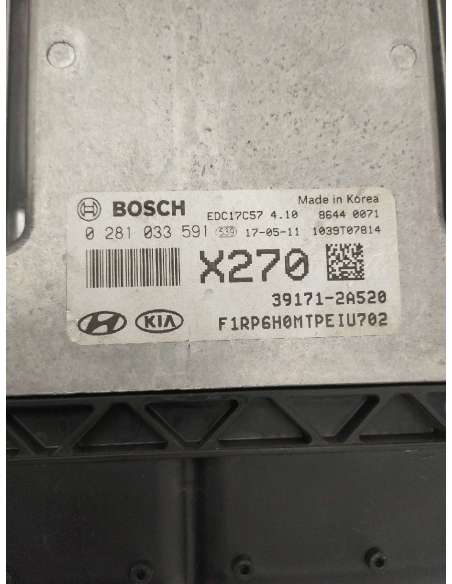 Made in Korea
BOSCH EDC17C57 4.10 8644 0071
0 281 033 591 S39 17-05-11 1039T07814
X270
39171-2A520
KIA F1RP6H0MTPEIU702